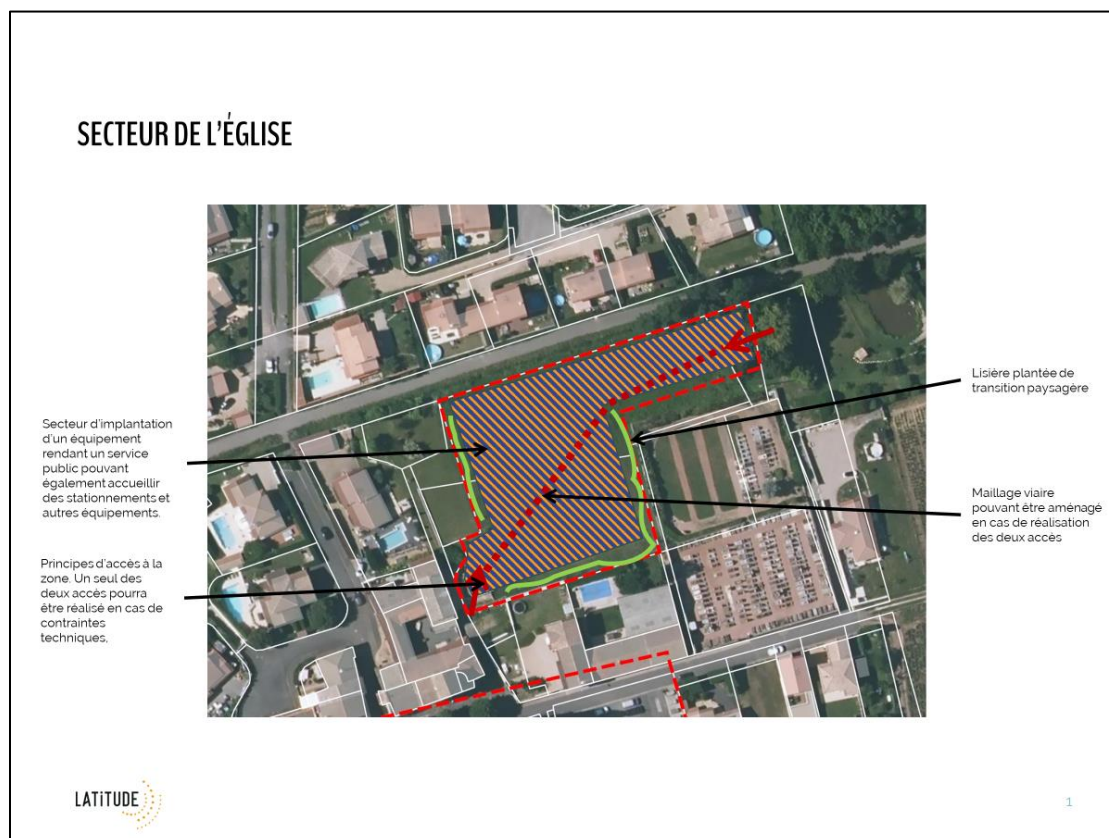 SECTEUR DE L'ÉGLISE
Secteur d'implantation
d'un équipement
rendant un service
public pouvant
également accueillir
des stationnements et
autres équipements.
Principes d'accès à la
zone. Un seul des
deux accès pourra
être réalisé en cas de
contraintes
techniques,
Lisière plantée de
transition paysagère
Maillage viaire
pouvant être aménagé
en cas de réalisation
des deux accès
LATiTUDE
1